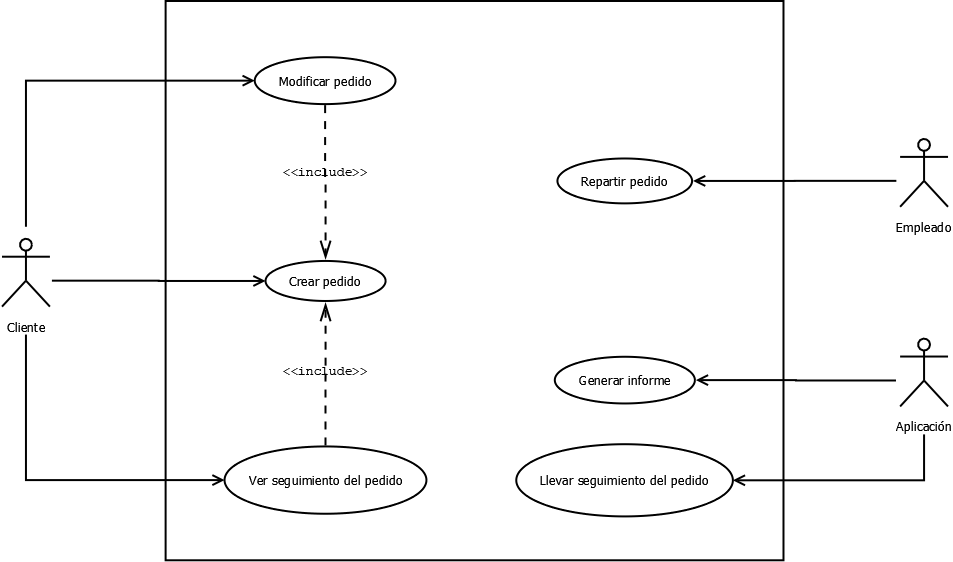 Modificar pedido
<<include>>
Repartir pedido
Empleado
Crear pedido
Cliente
<<include>>
Generar informe
Aplicación
Ver seguimiento del pedido
Llevar seguimiento del pedido